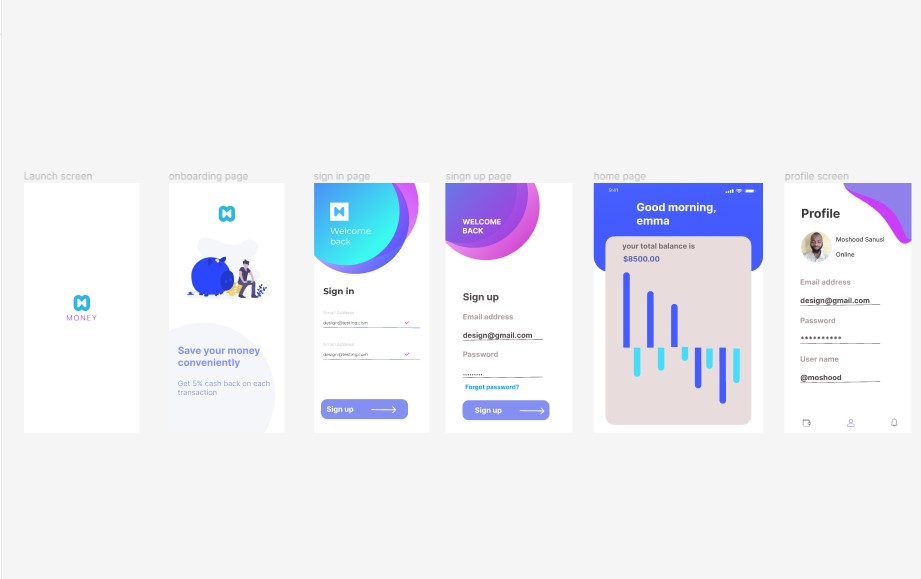 Launch screen
MONEY
onboarding page
Save your money
conveniently
Get 5% cash back on each
transaction
sign in page
Welcome
back
Sign in
Email Address
design@testing.com
Email address
design@testing.com
Sign up
singn up page
WELCOME
BACK
Sign up
Email address
design@gmail.com
Password
.........
Forgot password?
Sign up
home page
9:41
Good morning,
emma
your total balance is
$8500.00
profile screen
Profile
Moshood Sanusi
Online
Email address
design@gmail.com
Password
**********
User name
@moshood